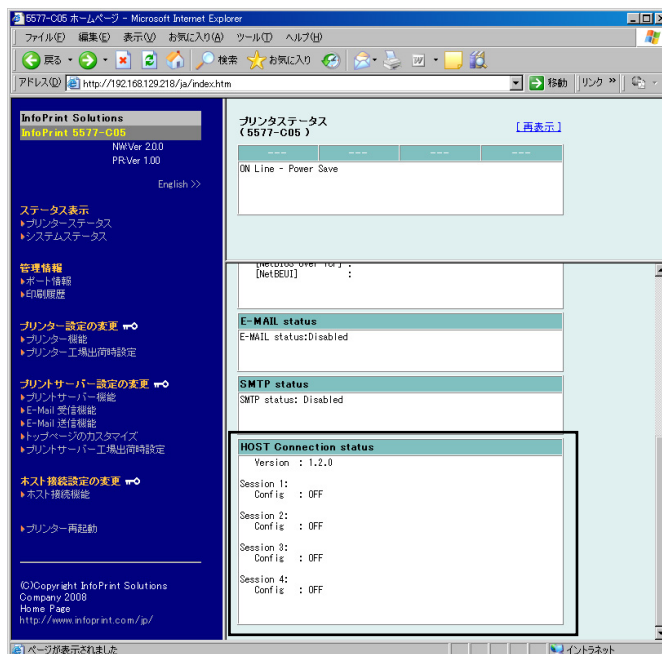 5577-C05 ホームページ - Microsoft Internet Explorer
ファイル(F) 編集(E) 表示(V) お気に入り(A) ツール(T) ヘルプ(H)
戻る 検索 お気に入り
アドレス(D) http://192.168.129.218/ja/index.htm 移動 リンク »
InfoPrint Solutions
InfoPrint 5577-C05
NW:Ver 2.0.0
PR:Ver 1.00
English >>
ステータス表示
プリンターステータス
システムステータス
管理情報
ポート情報
印刷履歴
プリンター設定の変更
プリンター機能
プリンター工場出荷時設定
プリントサーバー設定の変更
プリントサーバー機能
E-Mail 受信機能
E-Mail 送信機能
トップページのカスタマイズ
プリントサーバー工場出荷時設定
ホスト接続設定の変更
ホスト接続機能
プリンター再起動
(C)Copyright InfoPrint Solutions
Company 2008
Home Page
http://www.infoprint.com/jp/
プリンタステータス
(5577-C05 )
[再表示]
--- --- --- ---
ON Line - Power Save
[NetBIOS over TCP] :
[NetBEUI] :
E-MAIL status
E-MAIL status:Disabled
SMTP status
SMTP status: Disabled
HOST Connection status
Version : 1.2.0
Session 1:
Config : OFF
Session 2:
Config : OFF
Session 3:
Config : OFF
Session 4:
Config : OFF
ページが表示されました イントラネット